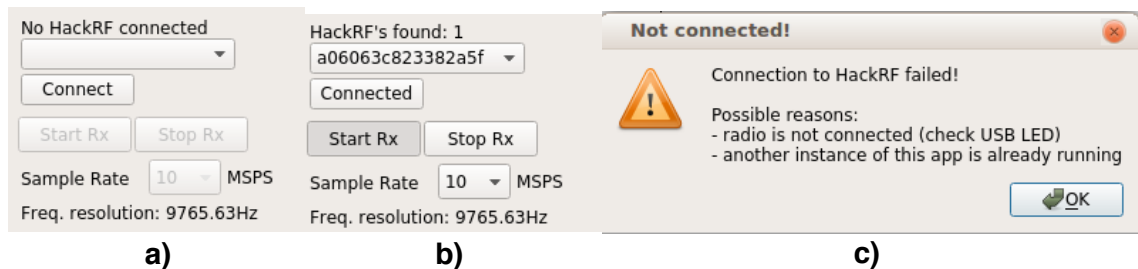 No HackRF connected
Connect
Start Rx Stop Rx
Sample Rate 10 MSPS
Freq. resolution: 9765.63Hz
a)
HackRF's found: 1
a06063c823382a5f
Connected
Start Rx Stop Rx
Sample Rate 10 MSPS
Freq. resolution: 9765.63Hz
b)
Not connected!
Connection to HackRF failed!
Possible reasons:
- radio is not connected (check USB LED)
- another instance of this app is already running
OK
c)